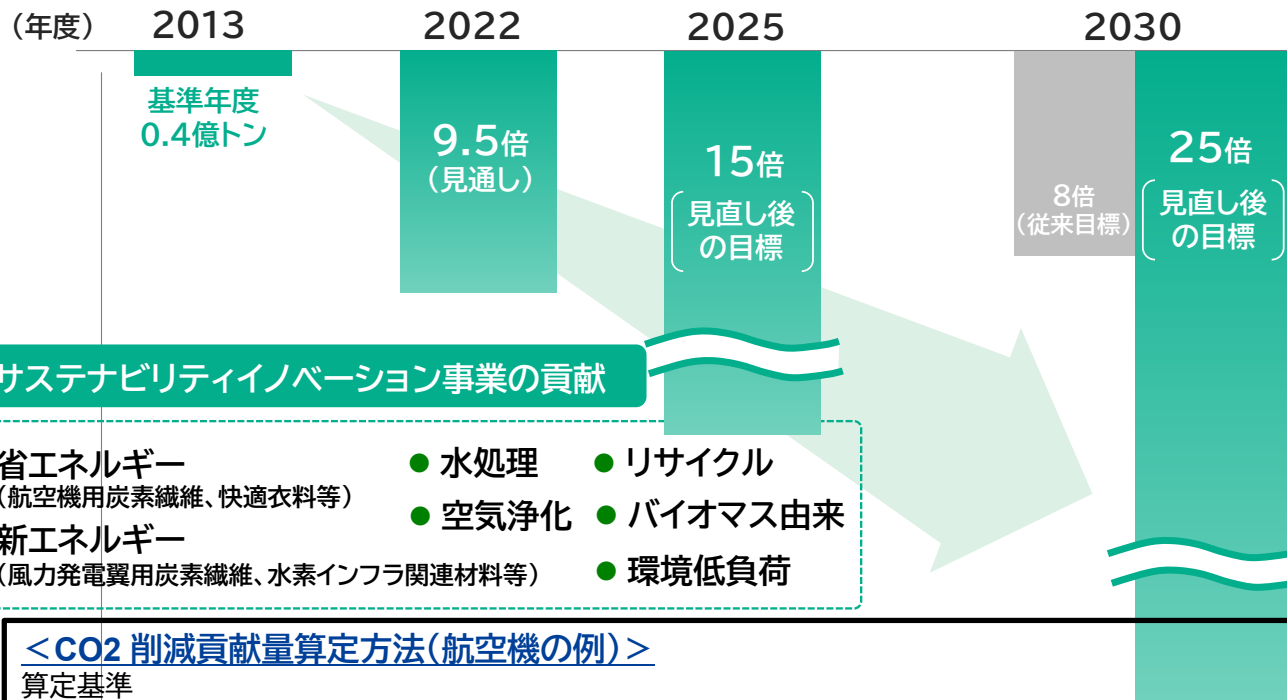 （年度） 2013 2022 2025 2030
基準年度
0.4億トン
9.5倍
（見通し）
15倍
見直し後
の目標
8倍
（従来目標）
25倍
見直し後
の目標
サステナビリティイノベーション事業の貢献
省エネルギー
（航空機用炭素繊維、快適衣料等）
新エネルギー
（風力発電翼用炭素繊維、水素インフラ関連材料等）
● 水処理
● 空気浄化
● リサイクル
● バイオマス由来
● 環境低負荷
＜CO2 削減貢献量算定方法（航空機の例）＞
算定基準